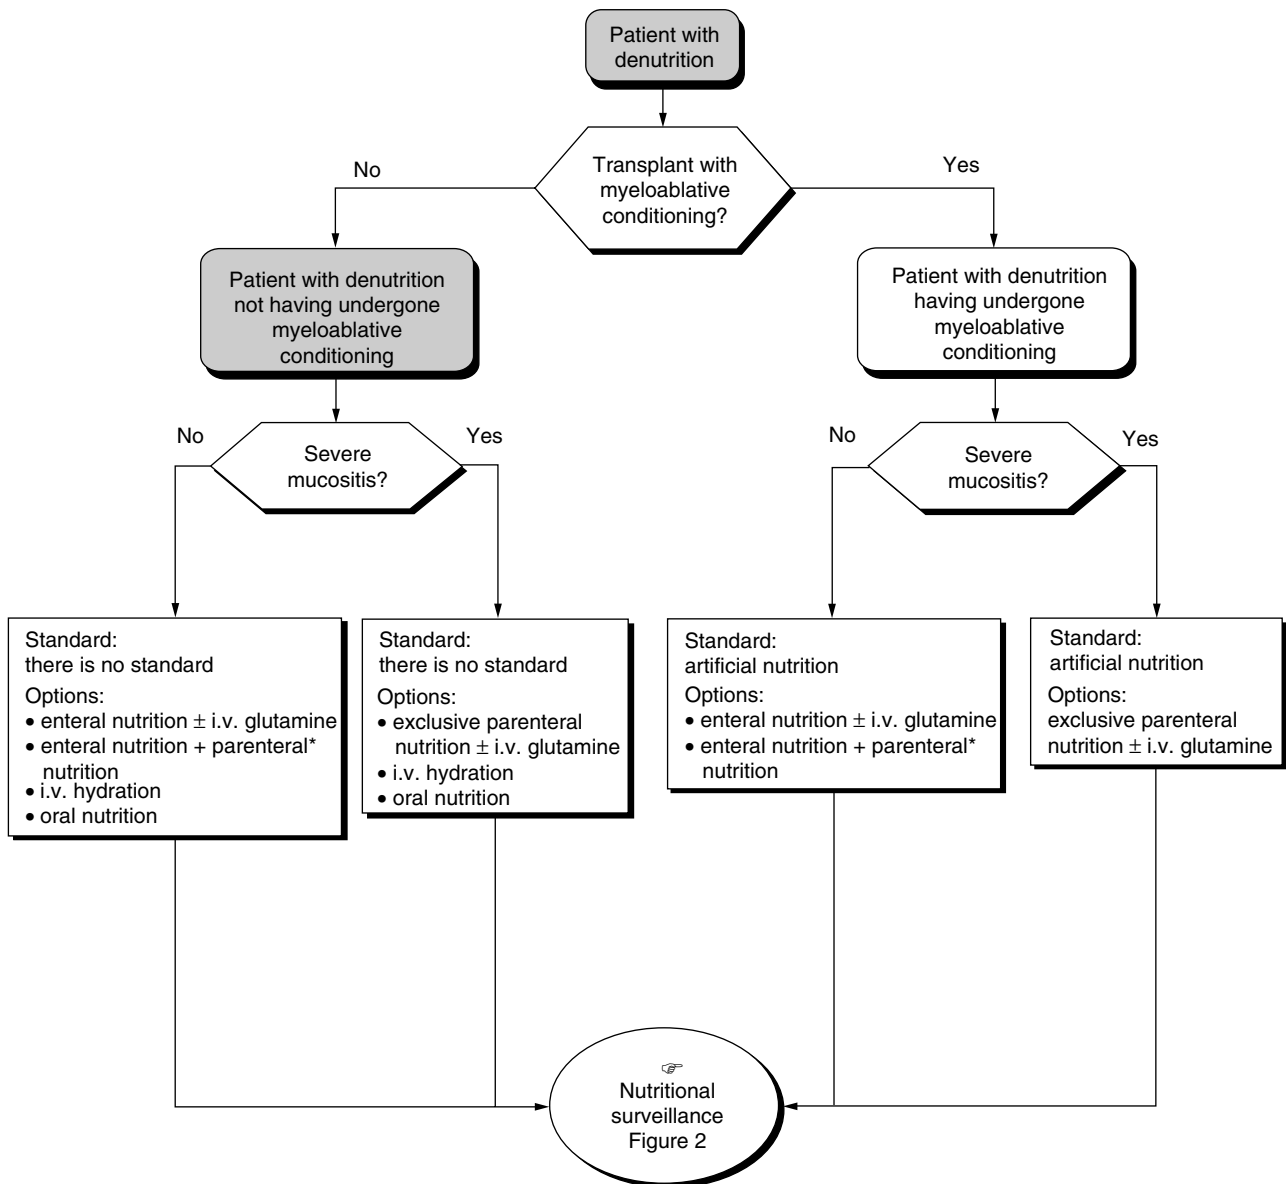 Patient with
denutrition
Transplant with
myeloablative
conditioning?
No
Yes
Patient with denutrition
not having undergone
myeloablative
conditioning
Patient with denutrition
having undergone
myeloablative
conditioning
No
Severe
mucositis?
Yes
No
Severe
mucositis?
Yes
Standard:
there is no standard
Options:
• enteral nutrition ± i.v. glutamine
• enteral nutrition + parenteral*
nutrition
• i.v. hydration
• oral nutrition
Standard:
there is no standard
Options:
• exclusive parenteral
nutrition ± i.v. glutamine
• i.v. hydration
• oral nutrition
Standard:
artificial nutrition
Options:
• enteral nutrition ± i.v. glutamine
• enteral nutrition + parenteral*
nutrition
Standard:
artificial nutrition
exclusive parenteral
nutrition ± i.v. glutamine
☞
Nutritional
surveillance
Figure 2